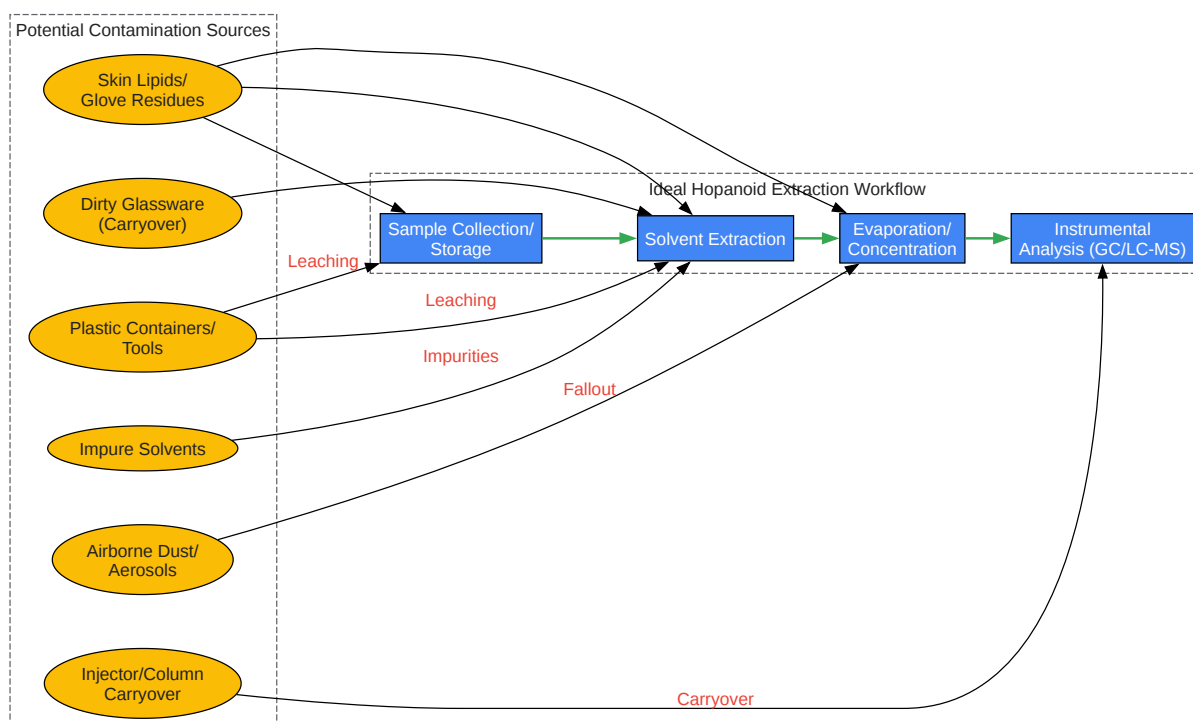 Potential Contamination Sources
Skin Lipids/
Glove Residues
Dirty Glassware
(Carryover)
Plastic Containers/
Tools
Impure Solvents
Airborne Dust/
Aerosols
Injector/Column
Carryover
Ideal Hopanoid Extraction Workflow
Sample Collection/
Storage
Solvent Extraction
Evaporation/
Concentration
Instrumental
Analysis (GC/LC-MS)
Leaching
Leaching
Impurities
Fallout
Carryover